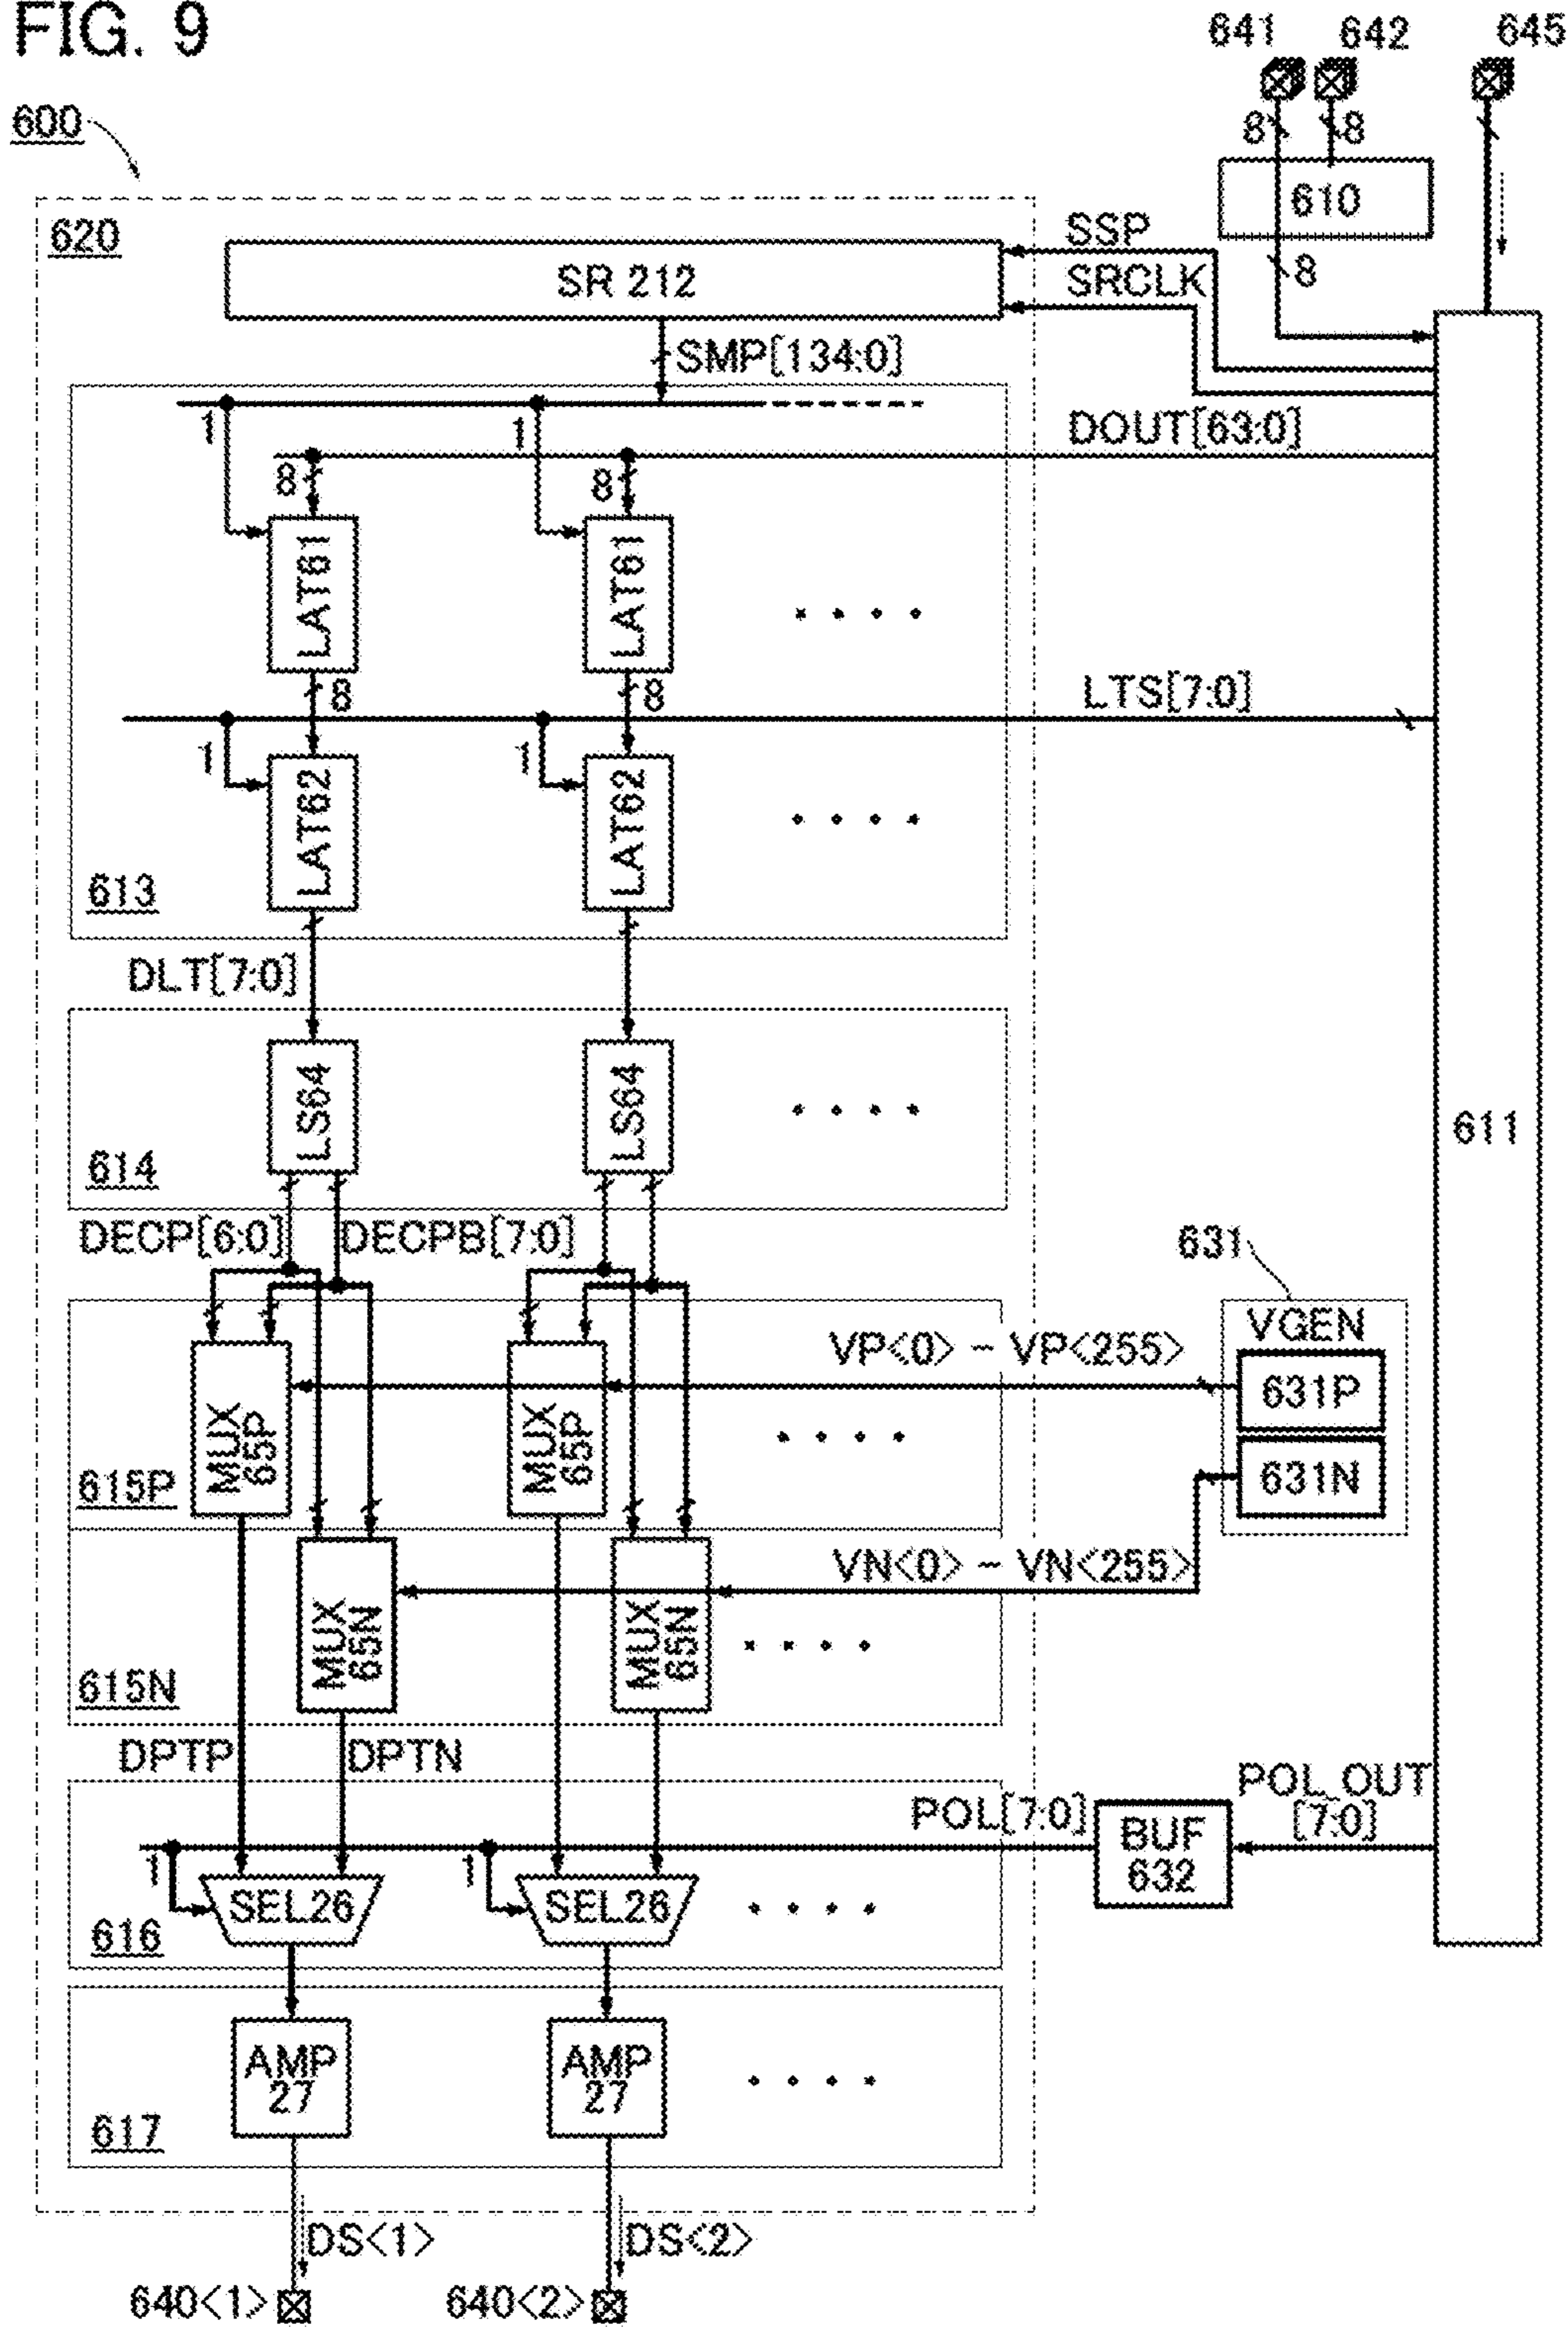 FIG. 9
641
642
645
600
8
8
610
620
SSP
SR 212
SRCLK
8
SMP[134:0]
1
1
DOUT[63:0]
8
8
LAT61
LAT61
8
8
LTS[7:0]
1
1
LAT62
LAT62
613
DLT[7:0]
LS64
LS64
611
614
DECP[6:0]
DECPB[7:0]
631
VGEN
VP<0> - VP<255>
631P
MUX
65P
MUX
65P
631N
615P
VN<0> - VN<255>
MUX
65N
MUX
65N
615N
DPTP
DPTN
POL_OUT
[7:0]
POL[7:0]
BUF
632
1
1
SEL26
SEL26
616
AMP
27
AMP
27
617
DS<1>
DS<2>
640<1>
640<2>